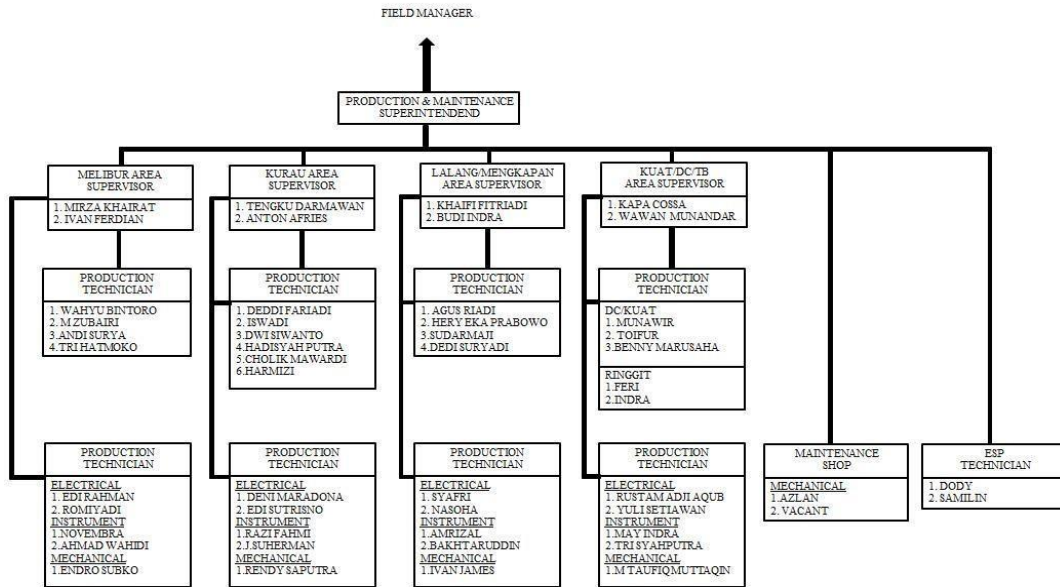 FIELD MANAGER
PRODUCTION & MAINTENANCE
SUPERINTENDEND
MELIBUR AREA
SUPERVISOR
1. MIRZA KHAIRAT
2. IVAN FERDIAN
KURAU AREA
SUPERVISOR
1. TENGKU DARMAWAN
2. ANTON AFRIES
LALANG/MENGKAPAN
AREA SUPERVISOR
1. KHAIFI FITRIADI
2. BUDI INDRA
KUAT/DC/TB
AREA SUPERVISOR
1. KAPA COSSA
2. WAWAN MUNANDAR
PRODUCTION
TECHNICIAN
1. WAHYU BINTORO
2. M ZUBAIRI
3. ANDI SURYA
4. TRI HATMOKO
PRODUCTION
TECHNICIAN
1. DEDDI FARIADI
2. ISWADI
3. DWI SIWANTO
4. HADISYAH PUTRA
5. CHOLIK MAWARDI
6. HARMIZI
PRODUCTION
TECHNICIAN
1. AGUS RIADI
2. HERY EKA PRABOWO
3. SUDARMAJI
4. DEDI SURYADI
PRODUCTION
TECHNICIAN
DC/KUAT
1. MUNAWIR
2. TOIFUR
3. BENNY MARUSAHA
RINGGIT
1. FERI
2. INDRA
PRODUCTION
TECHNICIAN
ELECTRICAL
1. EDI RAHMAN
2. ROMIYADI
INSTRUMENT
1. NOVEMBRA
2. AHMAD WAHIDI
MECHANICAL
1. ENDRO SUBKO
PRODUCTION
TECHNICIAN
ELECTRICAL
1. DENI MARADONA
2. EDI SUTRISNO
INSTRUMENT
1. RAZI FAHMI
2. J.SUHERMAN
MECHANICAL
1. RENDY SAPUTRA
PRODUCTION
TECHNICIAN
ELECTRICAL
1. SYAFRI
2. NASOHA
INSTRUMENT
1. AMRIZAL
2. BAKHTARUDDIN
MECHANICAL
1. IVAN JAMES
PRODUCTION
TECHNICIAN
ELECTRICAL
1. RUSTAM ADJI AQUB
2. YULI SETIAWAN
INSTRUMENT
1. MAY INDRA
2. TRI SYAHPUTRA
MECHANICAL
1. M TAUFIQ MUTTAQIN
MAINTENANCE
SHOP
MECHANICAL
1. AZLAN
2. VACANT
ESP
TECHNICIAN
1. DODY
2. SAMILIN